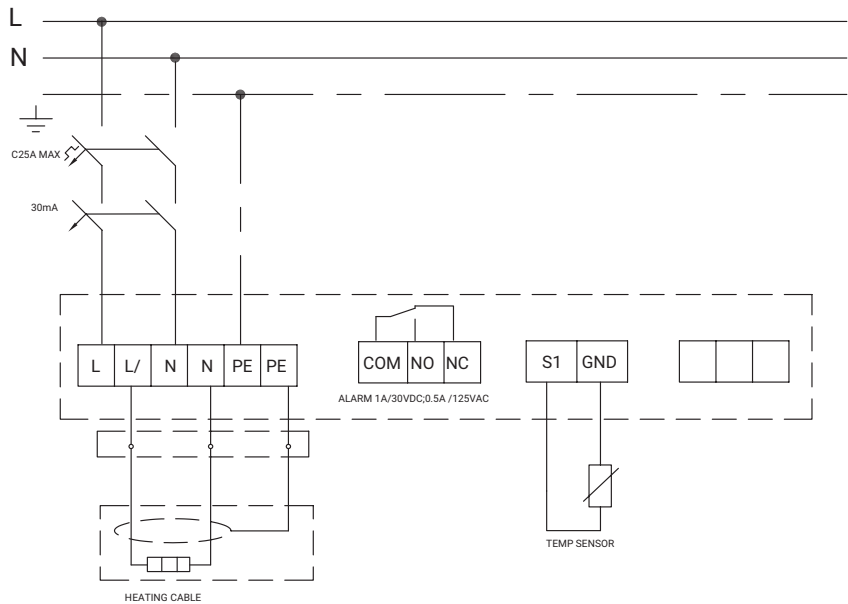 L
N
C25A MAX
30mA
L L/ N N PE PE
COM NO NC
S1 GND
ALARM 1A/30VDC;0.5A /125VAC
TEMP SENSOR
HEATING CABLE